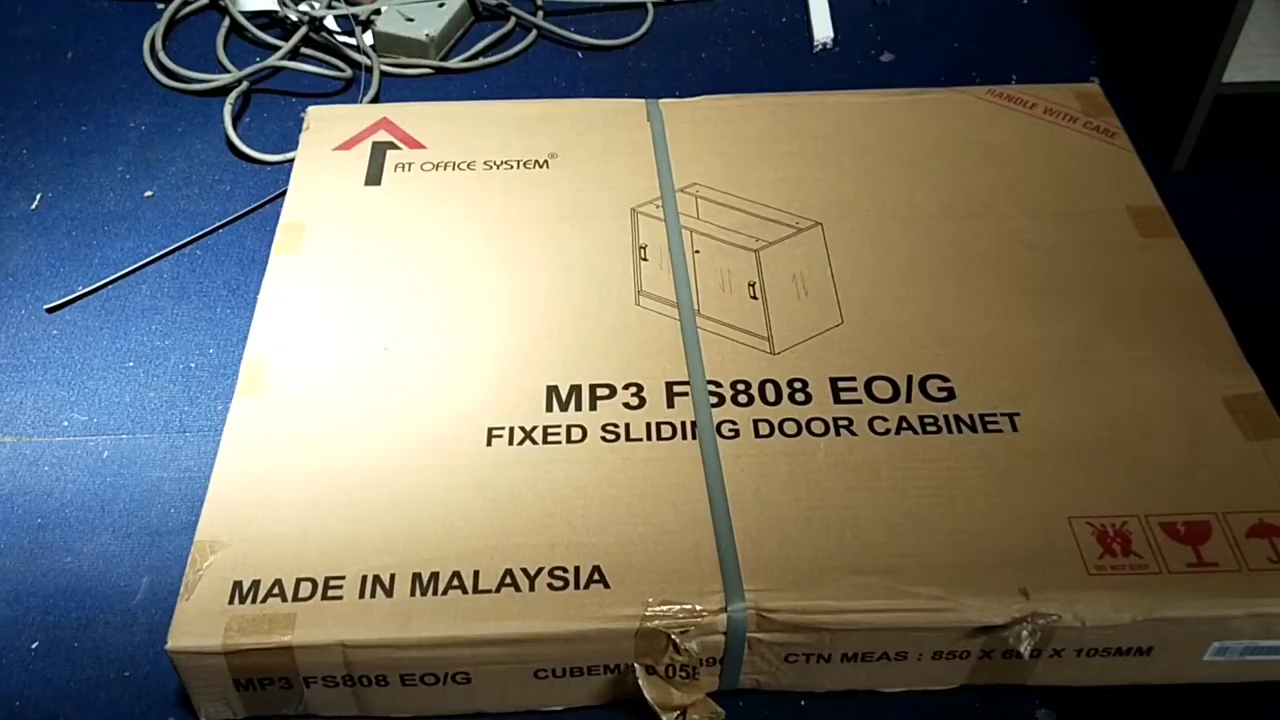 HANDLE WITH CARE
AT OFFICE SYSTEM®
MP3 FS808 EO/G
FIXED SLIDING DOOR CABINET
MADE IN MALAYSIA
MP3 FS808 EO/G
CTN MEAS : 850 X X 105MM